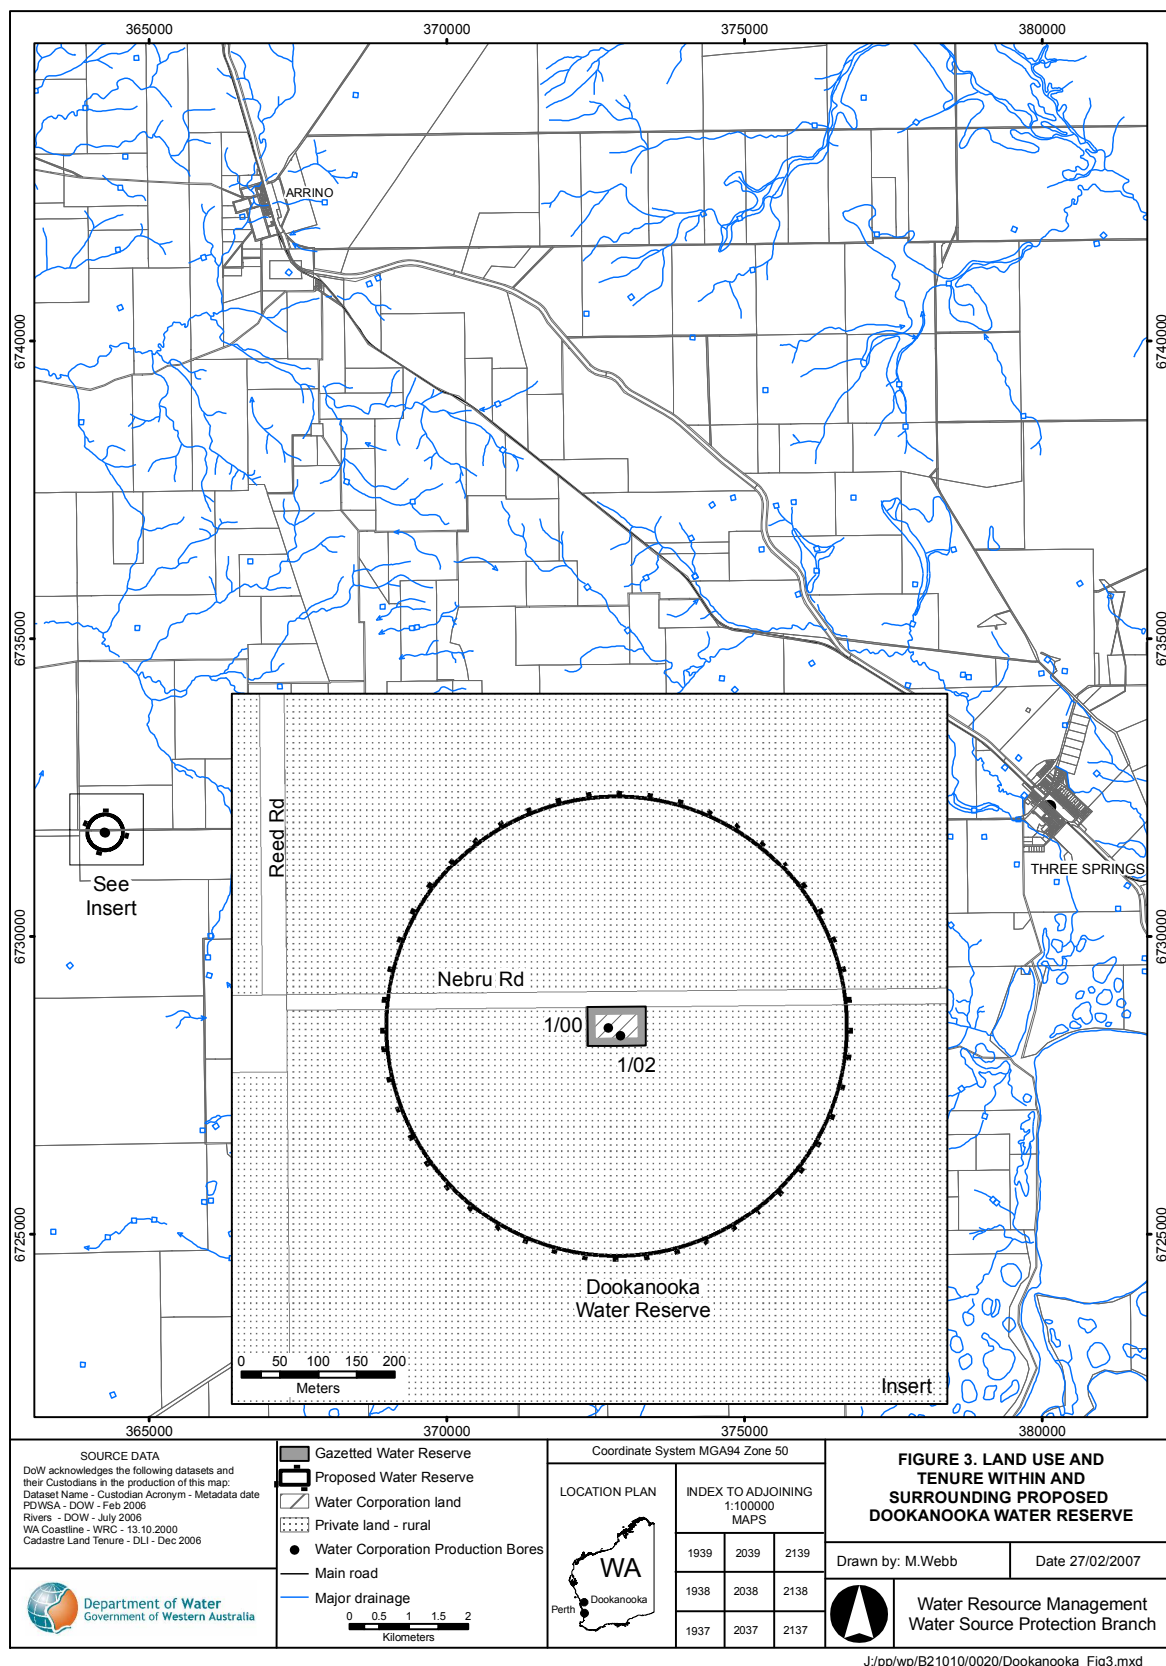 365000 370000 375000 380000
6740000
6740000
6735000
6735000
6730000
6730000
6725000
6725000
ARRINO
THREE SPRINGS
See
Insert
Reed Rd
Nebru Rd
1/00
1/02
Dookanooka
Water Reserve
0 50 100 150 200
Meters
Insert
365000 370000 375000 380000
SOURCE DATA
DoW acknowledges the following datasets and
their Custodians in the production of this map:
Dataset Name - Custodian Acronym - Metadata date
PDWSA - DOW - Feb 2006
Rivers - DOW - July 2006
WA Coastline - WRC - 13.10.2000
Cadastre Land Tenure - DLI - Dec 2006
Department of Water
Government of Western Australia
Gazetted Water Reserve
Proposed Water Reserve
Water Corporation land
Private land - rural
Water Corporation Production Bores
Main road
Major drainage
0 0.5 1 1.5 2
Kilometers
Coordinate System MGA94 Zone 50
LOCATION PLAN
WA
Dookanooka
Perth
INDEX TO ADJOINING
1:100000
MAPS
1939 2039 2139
1938 2038 2138
1937 2037 2137
FIGURE 3. LAND USE AND
TENURE WITHIN AND
SURROUNDING PROPOSED
DOOKANOOKA WATER RESERVE
Drawn by: M.Webb
Date 27/02/2007
Water Resource Management
Water Source Protection Branch
J:/pp/wp/B21010/0020/Dookanooka_Fig3.mxd